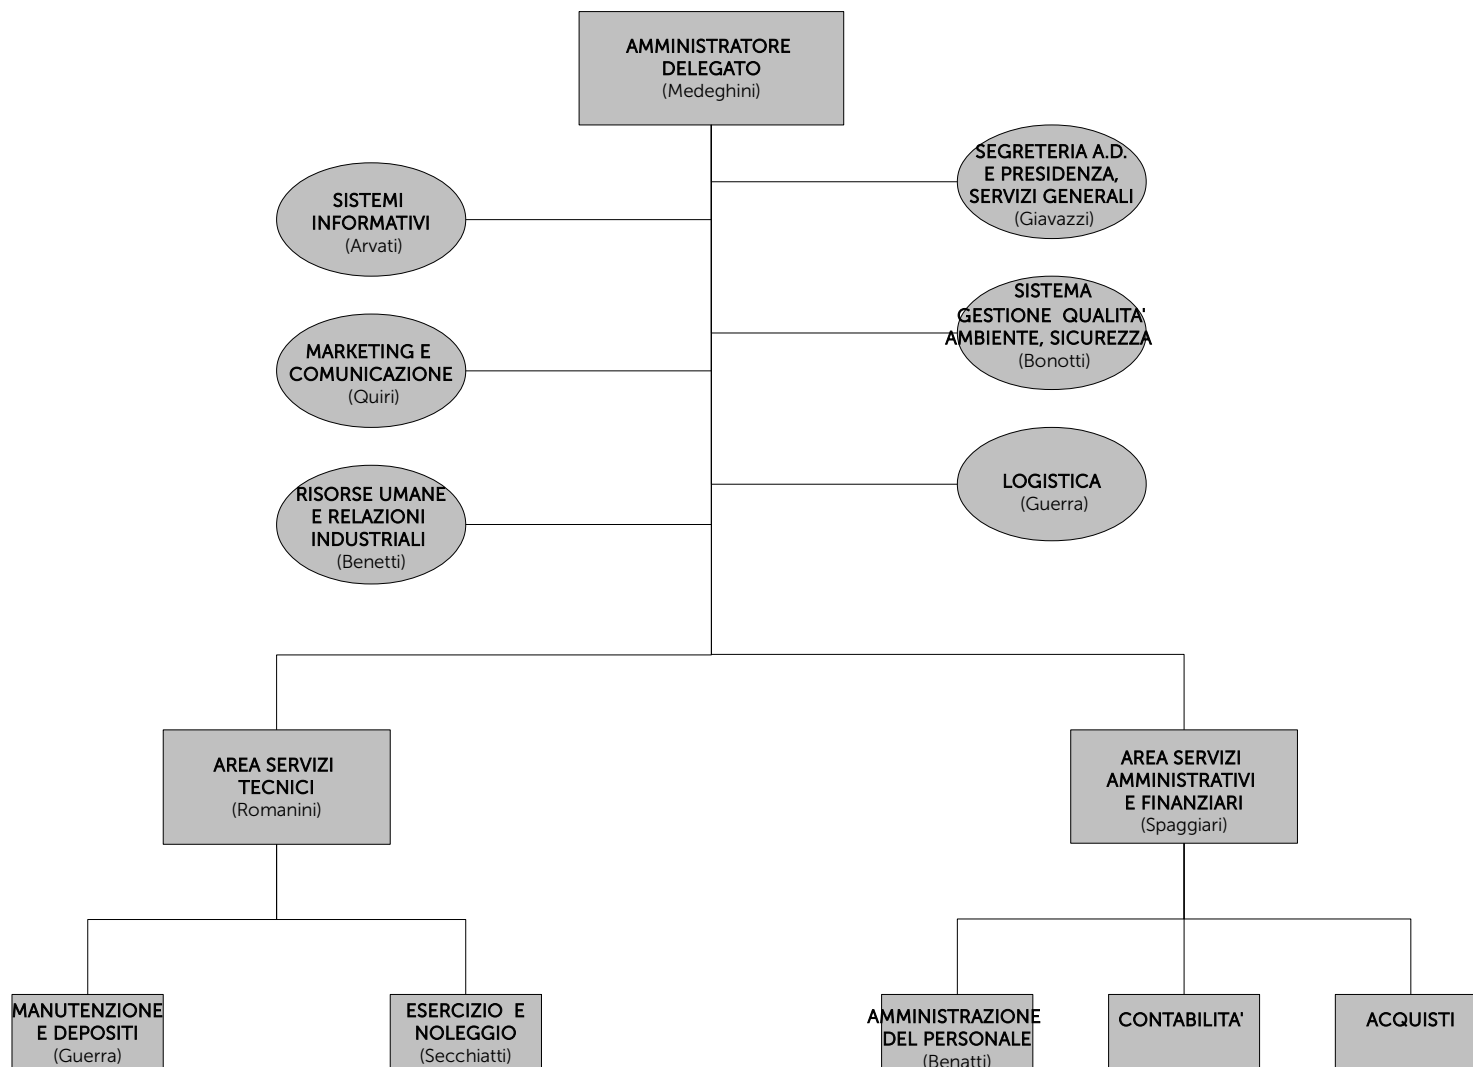 AMMINISTRATORE
DELEGATO
(Medeghini)
SEGRETERIA A.D.
E PRESIDENZA,
SERVIZI GENERALI
(Giavazzi)
SISTEMI
INFORMATIVI
(Arvati)
SISTEMA
GESTIONE QUALITA'
AMBIENTE, SICUREZZA
(Bonotti)
MARKETING E
COMUNICAZIONE
(Quiri)
LOGISTICA
(Guerra)
RISORSE UMANE
E RELAZIONI
INDUSTRIALI
(Benetti)
AREA SERVIZI
TECNICI
(Romanini)
AREA SERVIZI
AMMINISTRATIVI
E FINANZIARI
(Spaggiari)
MANUTENZIONE
E DEPOSITI
(Guerra)
ESERCIZIO E
NOLEGGIO
(Secchiatti)
AMMINISTRAZIONE
DEL PERSONALE
(Benatti)
CONTABILITA'
ACQUISTI